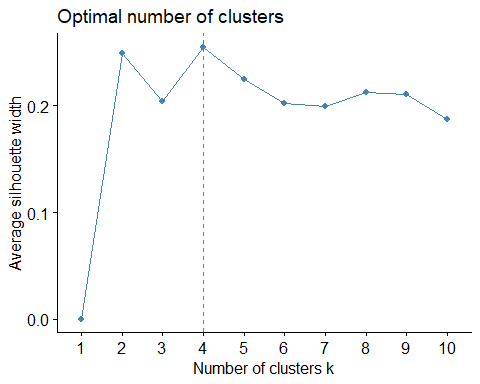 Optimal number of clusters
Average silhouette width
0.2
0.1
0.0
1 2 3 4 5 6 7 8 9 10
Number of clusters k